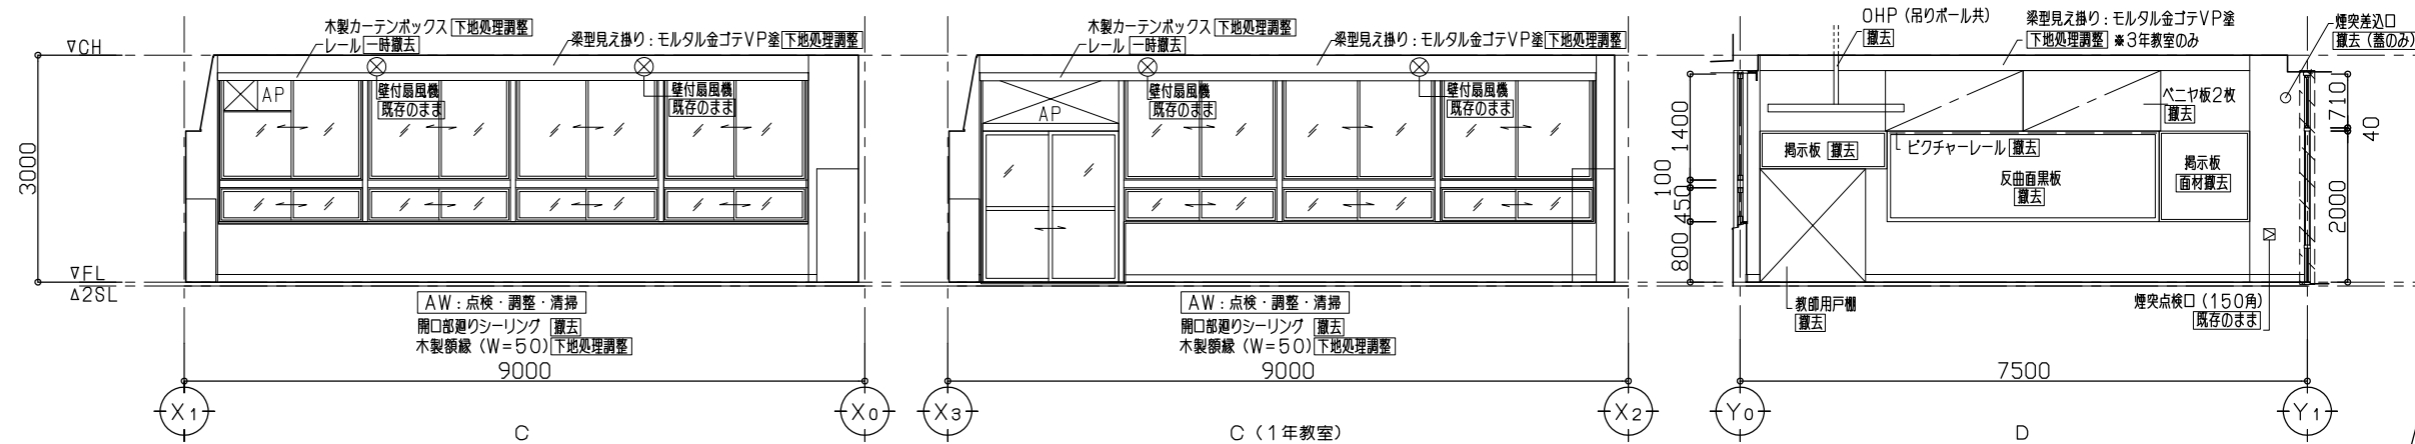 木製カーテンボックス 下地処理調整
レール 一時撤去
梁型見え掛り：モルタル金ゴテVP塗 下地処理調整
▽CH
3000
▽FL
△2SL
AP
壁付扇風機
既存のまま
壁付扇風機
既存のまま
AW：点検・調整・清掃
開口部廻りシーリング 撤去
木製額縁（W=50）下地処理調整
9000
X1
X0
C
木製カーテンボックス 下地処理調整
レール 一時撤去
梁型見え掛り：モルタル金ゴテVP塗 下地処理調整
AP
壁付扇風機
既存のまま
壁付扇風機
既存のまま
AW：点検・調整・清掃
開口部廻りシーリング 撤去
木製額縁（W=50）下地処理調整
9000
X3
X2
C（1年教室）
OHP（吊りポール共）
撤去
梁型見え掛り：モルタル金ゴテVP塗
下地処理調整 ※3年教室のみ
煙突差込口
撤去（蓋のみ）
1400
100
450
800
ベニヤ板2枚
撤去
掲示板 撤去
ピクチャーレール 撤去
反曲面黒板
撤去
掲示板
面材撤去
710
40
2000
教師用戸棚
撤去
煙突点検口（150角）
既存のまま
7500
Y0
Y1
D